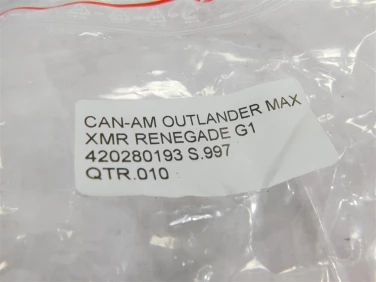 CAN-AM OUTLANDER MAX
XMR RENEGADE G1
420280193 S.997
QTR.010